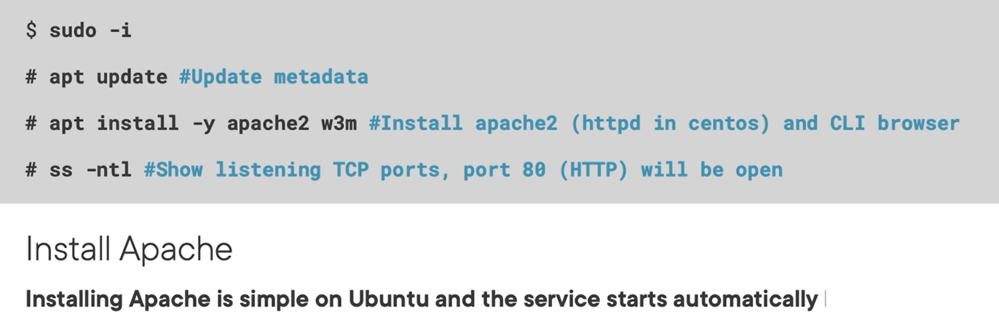 $ sudo -i
# apt update #Update metadata
# apt install -y apache2 w3m #Install apache2 (httpd in centos) and CLI browser
# ss -ntl #Show listening TCP ports, port 80 (HTTP) will be open
Install Apache
Installing Apache is simple on Ubuntu and the service starts automatically